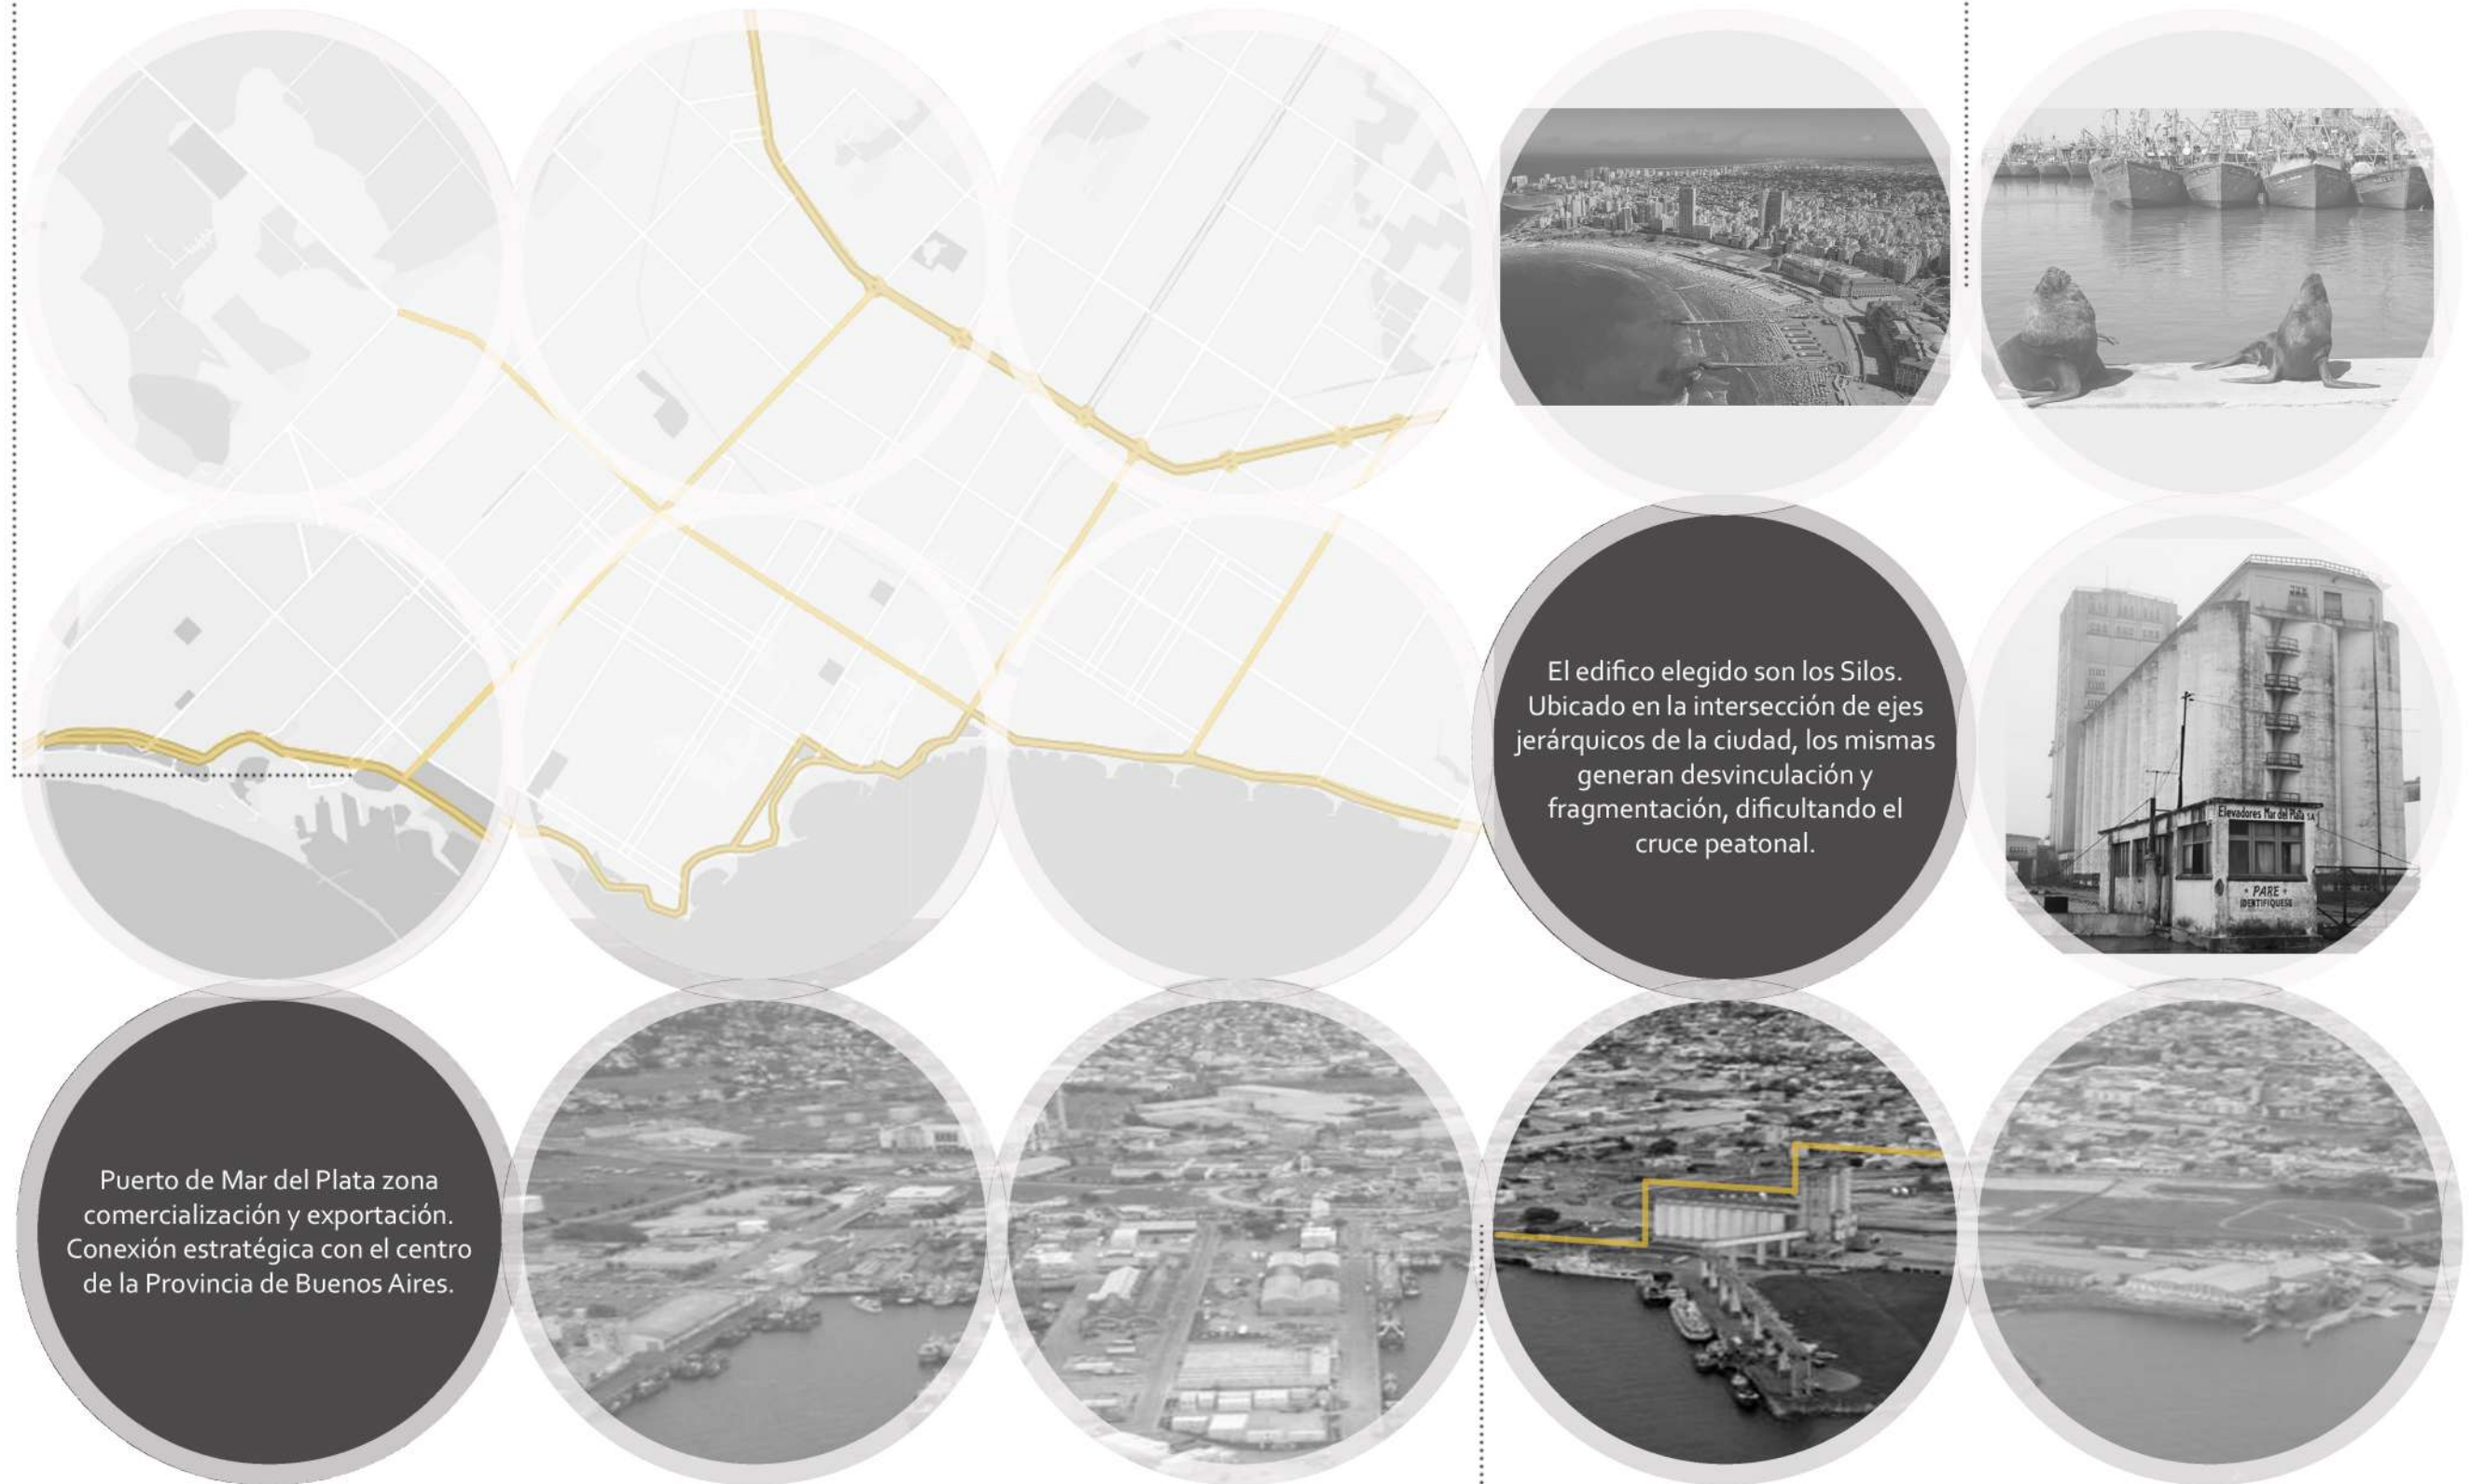 El edifico elegido son los Silos.
Ubicado en la intersección de ejes
jerárquicos de la ciudad, los mismas
generan desvinculación y
fragmentación, dificultando el
cruce peatonal.
Elevadores Mar del Plata SA
• PARE •
IDENTIFIQUESE
Puerto de Mar del Plata zona
comercialización y exportación.
Conexión estratégica con el centro
de la Provincia de Buenos Aires.